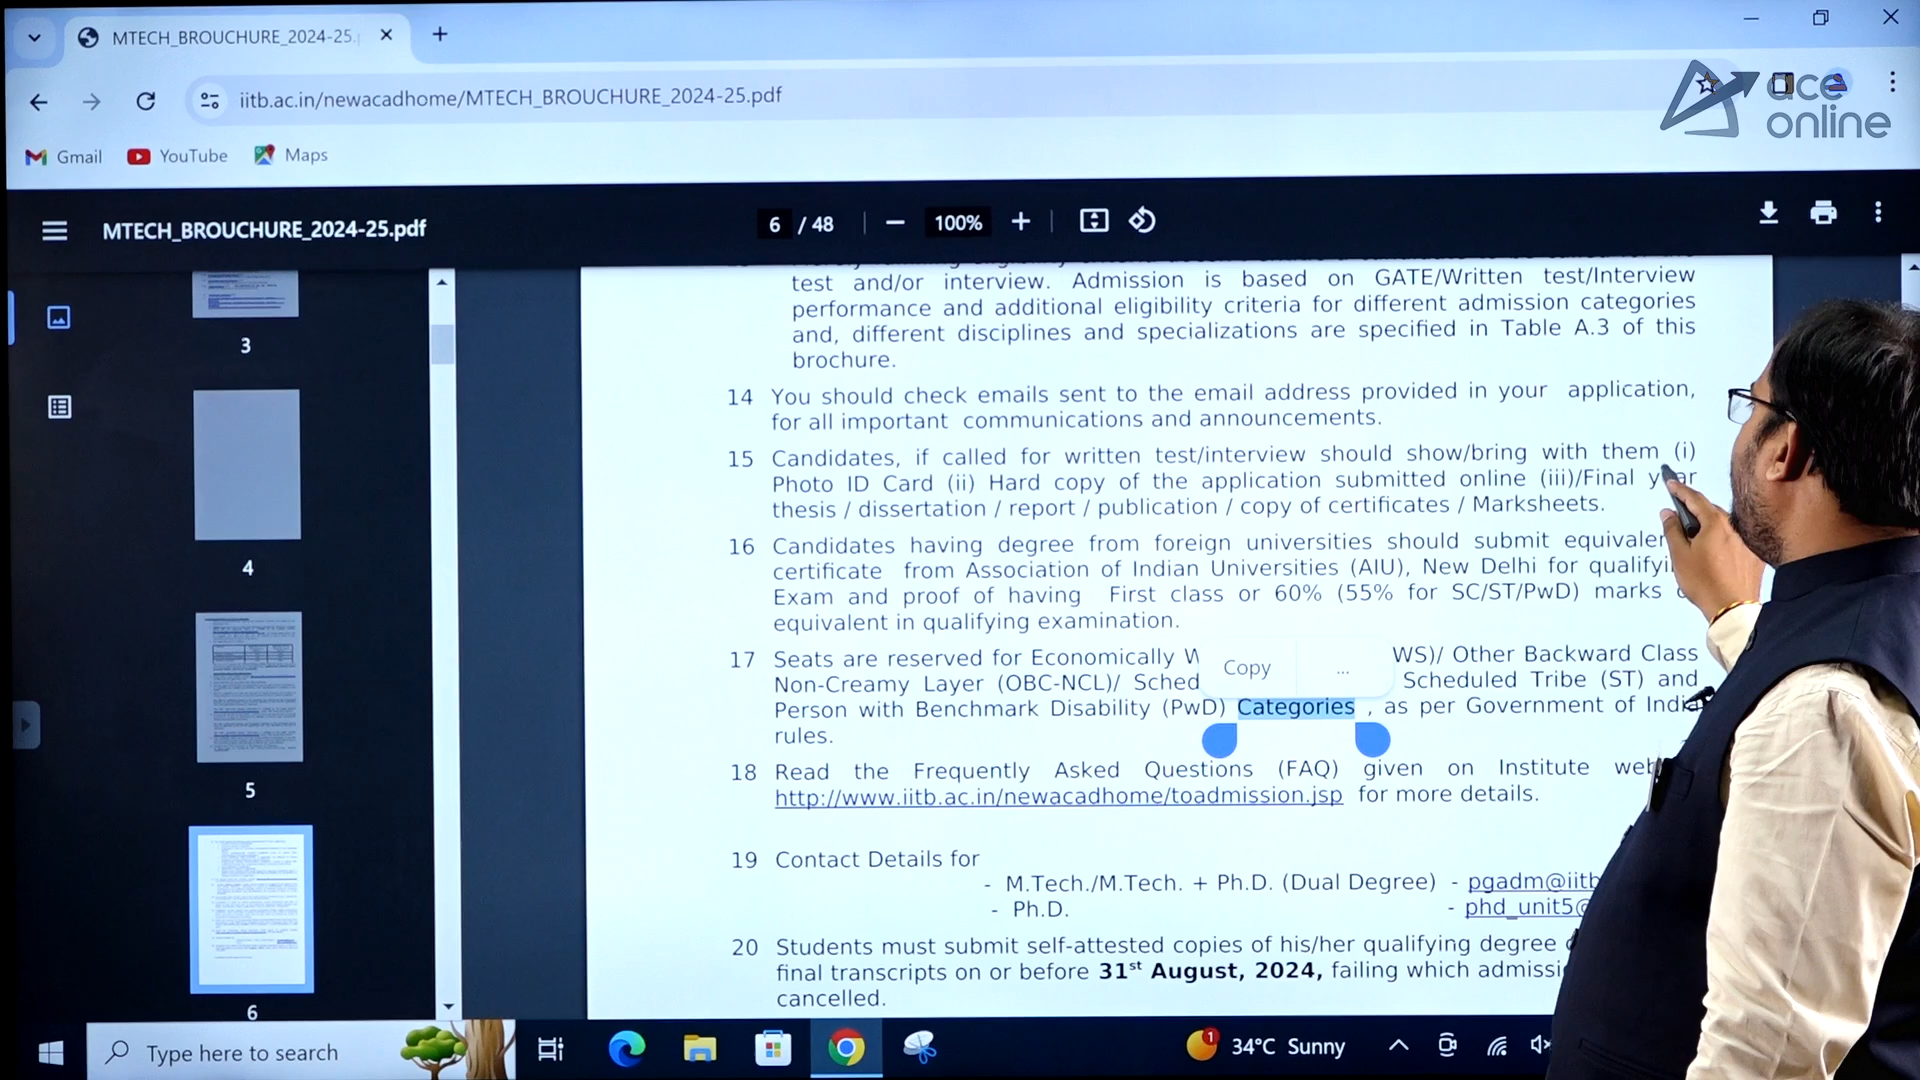 MTECH_BROUCHURE_2024-25.
iitb.ac.in/newacadhome/MTECH_BROUCHURE_2024-25.pdf
ace
online
Gmail YouTube Maps
MTECH_BROUCHURE_2024-25.pdf 6 / 48 100%
3
4
5
6
test and/or interview. Admission is based on GATE/Written test/Interview
performance and additional eligibility criteria for different admission categories
and, different disciplines and specializations are specified in Table A.3 of this
brochure.
14 You should check emails sent to the email address provided in your application,
for all important communications and announcements.
15 Candidates, if called for written test/interview should show/bring with them (i)
Photo ID Card (ii) Hard copy of the application submitted online (iii)/Final year
thesis / dissertation / report / publication / copy of certificates / Marksheets.
16 Candidates having degree from foreign universities should submit equivalen
certificate from Association of Indian Universities (AIU), New Delhi for qualifyi
Exam and proof of having First class or 60% (55% for SC/ST/PwD) marks
equivalent in qualifying examination.
17 Seats are reserved for Economically W Copy ... WS)/ Other Backward Class
Non-Creamy Layer (OBC-NCL)/ Sched Scheduled Tribe (ST) and
Person with Benchmark Disability (PwD) Categories , as per Government of India
rules.
18 Read the Frequently Asked Questions (FAQ) given on Institute web
http://www.iitb.ac.in/newacadhome/toadmission.jsp for more details.
19 Contact Details for
- M.Tech./M.Tech. + Ph.D. (Dual Degree) - pgadm@iitb
- Ph.D. - phd_unit5@
20 Students must submit self-attested copies of his/her qualifying degree
final transcripts on or before 31st August, 2024, failing which admissi
cancelled.
Type here to search
1 34°C Sunny